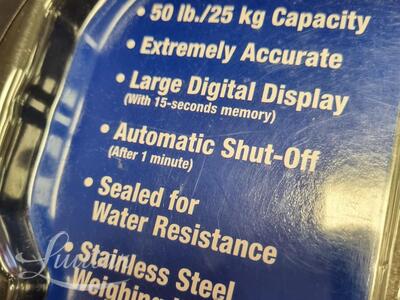 • 50 lb./25 kg Capacity
• Extremely Accurate
• Large Digital Display
(With 15-seconds memory)
• Automatic Shut-Off
(After 1 minute)
• Sealed for
Water Resistance
• Stainless Steel
Weighing